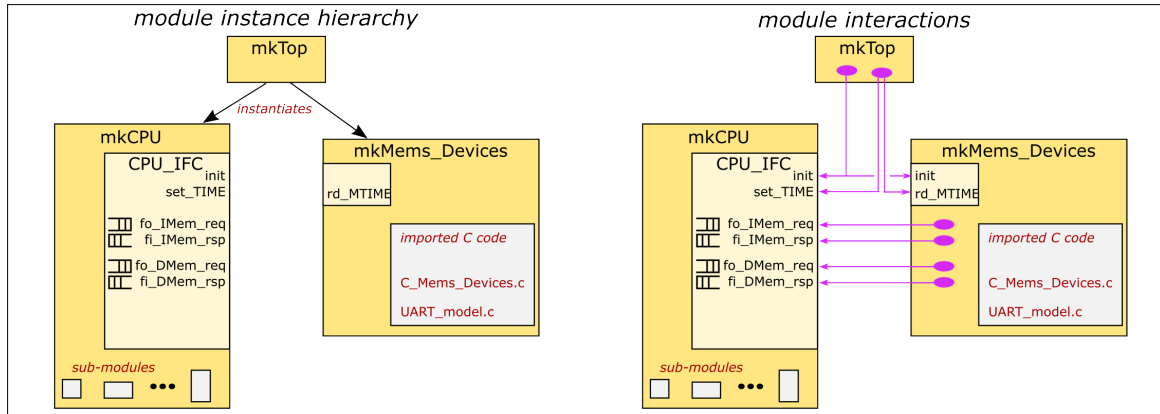 module instance hierarchy
mkTop
instantiates
mkCPU
CPU_IFC
init
set_TIME
fo_IMem_req
fi_IMem_rsp
fo_DMem_req
fi_DMem_rsp
sub-modules
mkMems_Devices
rd_MTIME
imported C code
C_Mems_Devices.c
UART_model.c
module interactions
mkTop
mkCPU
CPU_IFC
init
set_TIME
fo_IMem_req
fi_IMem_rsp
fo_DMem_req
fi_DMem_rsp
sub-modules
mkMems_Devices
init
rd_MTIME
imported C code
C_Mems_Devices.c
UART_model.c